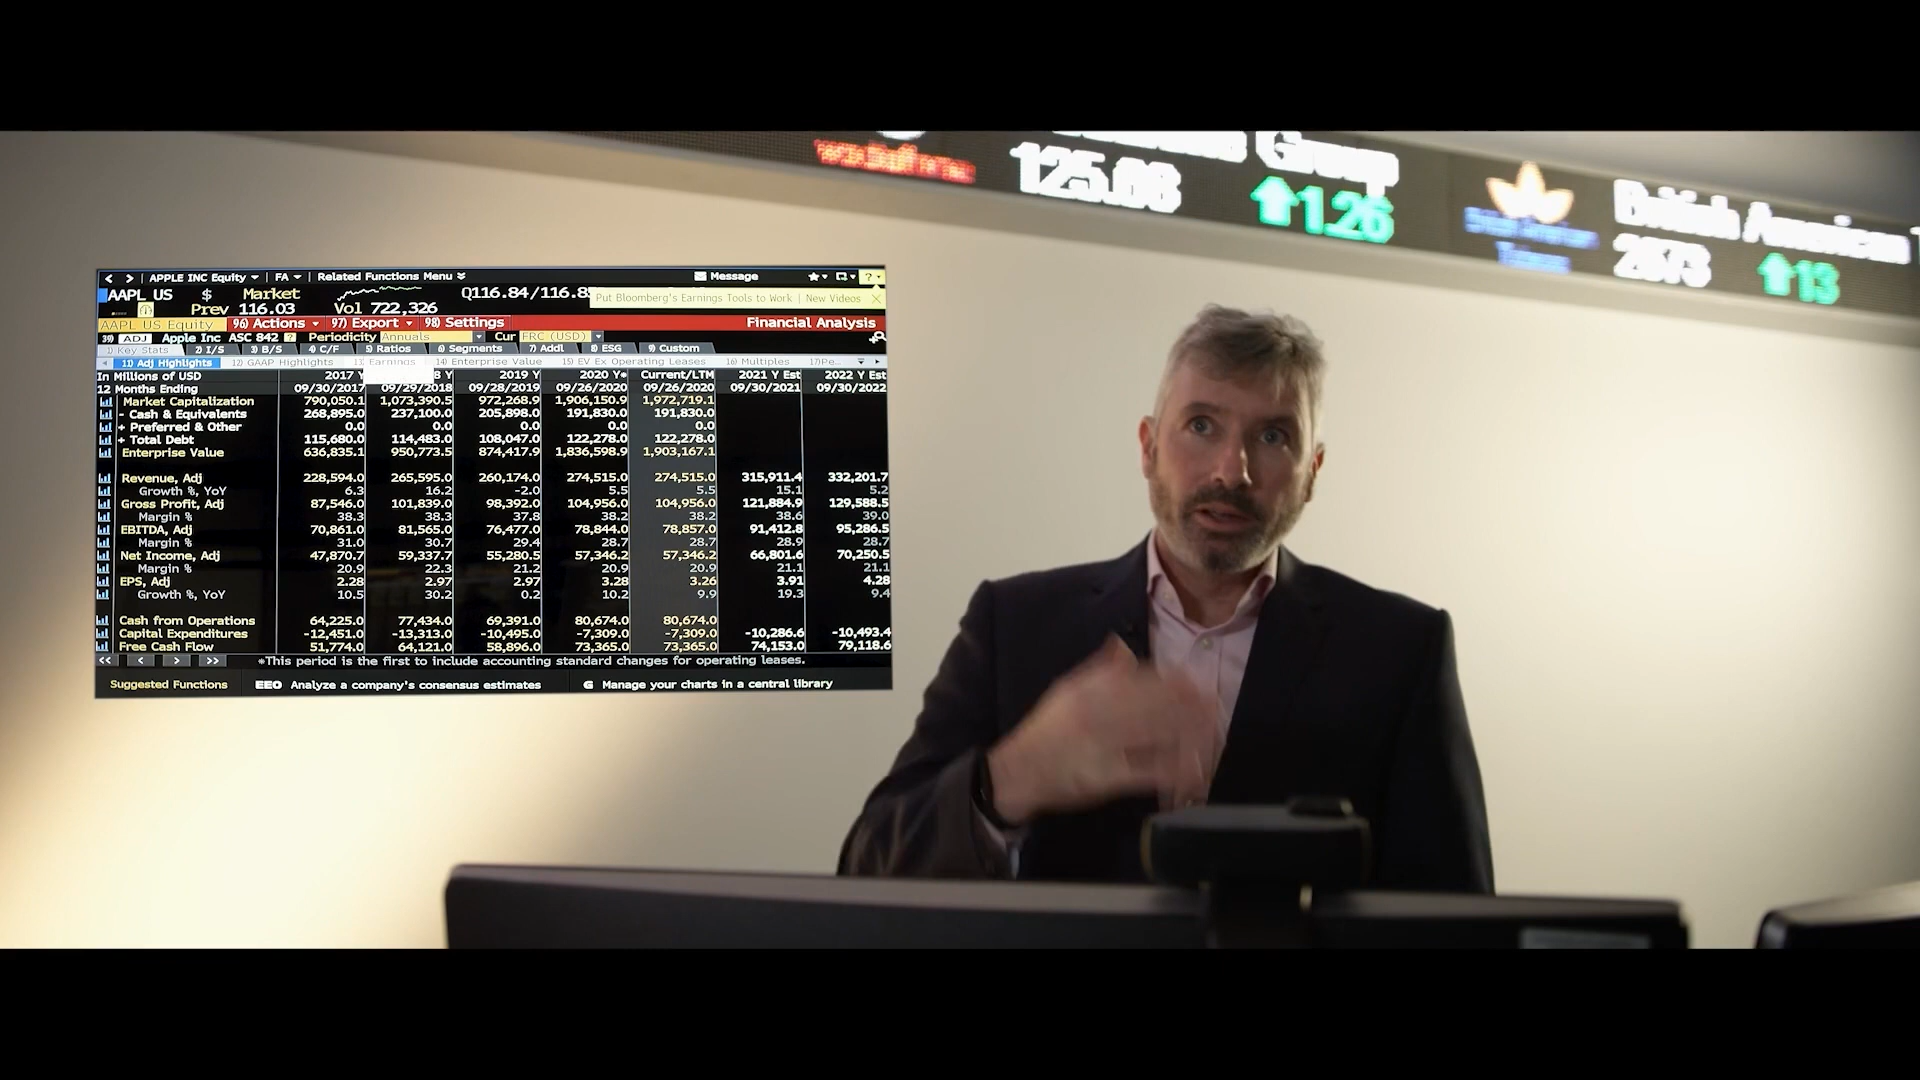 Group
125.08
1.26
British American
2673
13
APPLE INC Equity FA Related Functions Menu Message
AAPL US $ Market Q116.84/116.8
Prev 116.03 Vol 722,326
Put Bloomberg's Earnings Tools to Work | New Videos
AAPL US Equity 96) Actions 97) Export 98) Settings Financial Analysis
39) ADJ Apple Inc ASC 842 Periodicity Annuals Cur FRC (USD)
1) Key Stats 2) I/S 3) B/S 4) C/F 5) Ratios 6) Segments 7) Addl 8) ESG 9) Custom
11) Adj Highlights 12) GAAP Highlights 13) Earnings 14) Enterprise Value 15) EV Ex Operating Leases 16) Multiples 17) Pe...
In Millions of USD 2017 Y 8 Y 2019 Y 2020 Y* Current/LTM 2021 Y Est 2022 Y Est
12 Months Ending 09/30/2017 09/29/2018 09/28/2019 09/26/2020 09/26/2020 09/30/2021 09/30/2022
Market Capitalization 790,050.1 1,073,390.5 972,268.9 1,906,150.9 1,972,719.1
- Cash & Equivalents 268,895.0 237,100.0 205,898.0 191,830.0 191,830.0
+ Preferred & Other 0.0 0.0 0.0 0.0 0.0
+ Total Debt 115,680.0 114,483.0 108,047.0 122,278.0 122,278.0
Enterprise Value 636,835.1 950,773.5 874,417.9 1,836,598.9 1,903,167.1
Revenue, Adj 228,594.0 265,595.0 260,174.0 274,515.0 274,515.0 315,911.4 332,201.7
Growth %, YoY 6.3 16.2 -2.0 5.5 5.5 15.1 5.2
Gross Profit, Adj 87,546.0 101,839.0 98,392.0 104,956.0 104,956.0 121,884.9 129,588.5
Margin % 38.3 38.3 37.8 38.2 38.2 38.6 39.0
EBITDA, Adj 70,861.0 81,565.0 76,477.0 78,844.0 78,857.0 91,412.8 95,286.5
Margin % 31.0 30.7 29.4 28.7 28.7 28.9 28.7
Net Income, Adj 47,870.7 59,337.7 55,280.5 57,346.2 57,346.2 66,801.6 70,250.5
Margin % 20.9 22.3 21.2 20.9 20.9 21.1 21.1
EPS, Adj 2.28 2.97 2.97 3.28 3.26 3.91 4.28
Growth %, YoY 10.5 30.2 0.2 10.2 9.9 19.3 9.4
Cash from Operations 64,225.0 77,434.0 69,391.0 80,674.0 80,674.0
Capital Expenditures -12,451.0 -13,313.0 -10,495.0 -7,309.0 -7,309.0 -10,286.6 -10,493.4
Free Cash Flow 51,774.0 64,121.0 58,896.0 73,365.0 73,365.0 74,153.0 79,118.6
*This period is the first to include accounting standard changes for operating leases.
Suggested Functions EEO Analyze a company's consensus estimates G Manage your charts in a central library